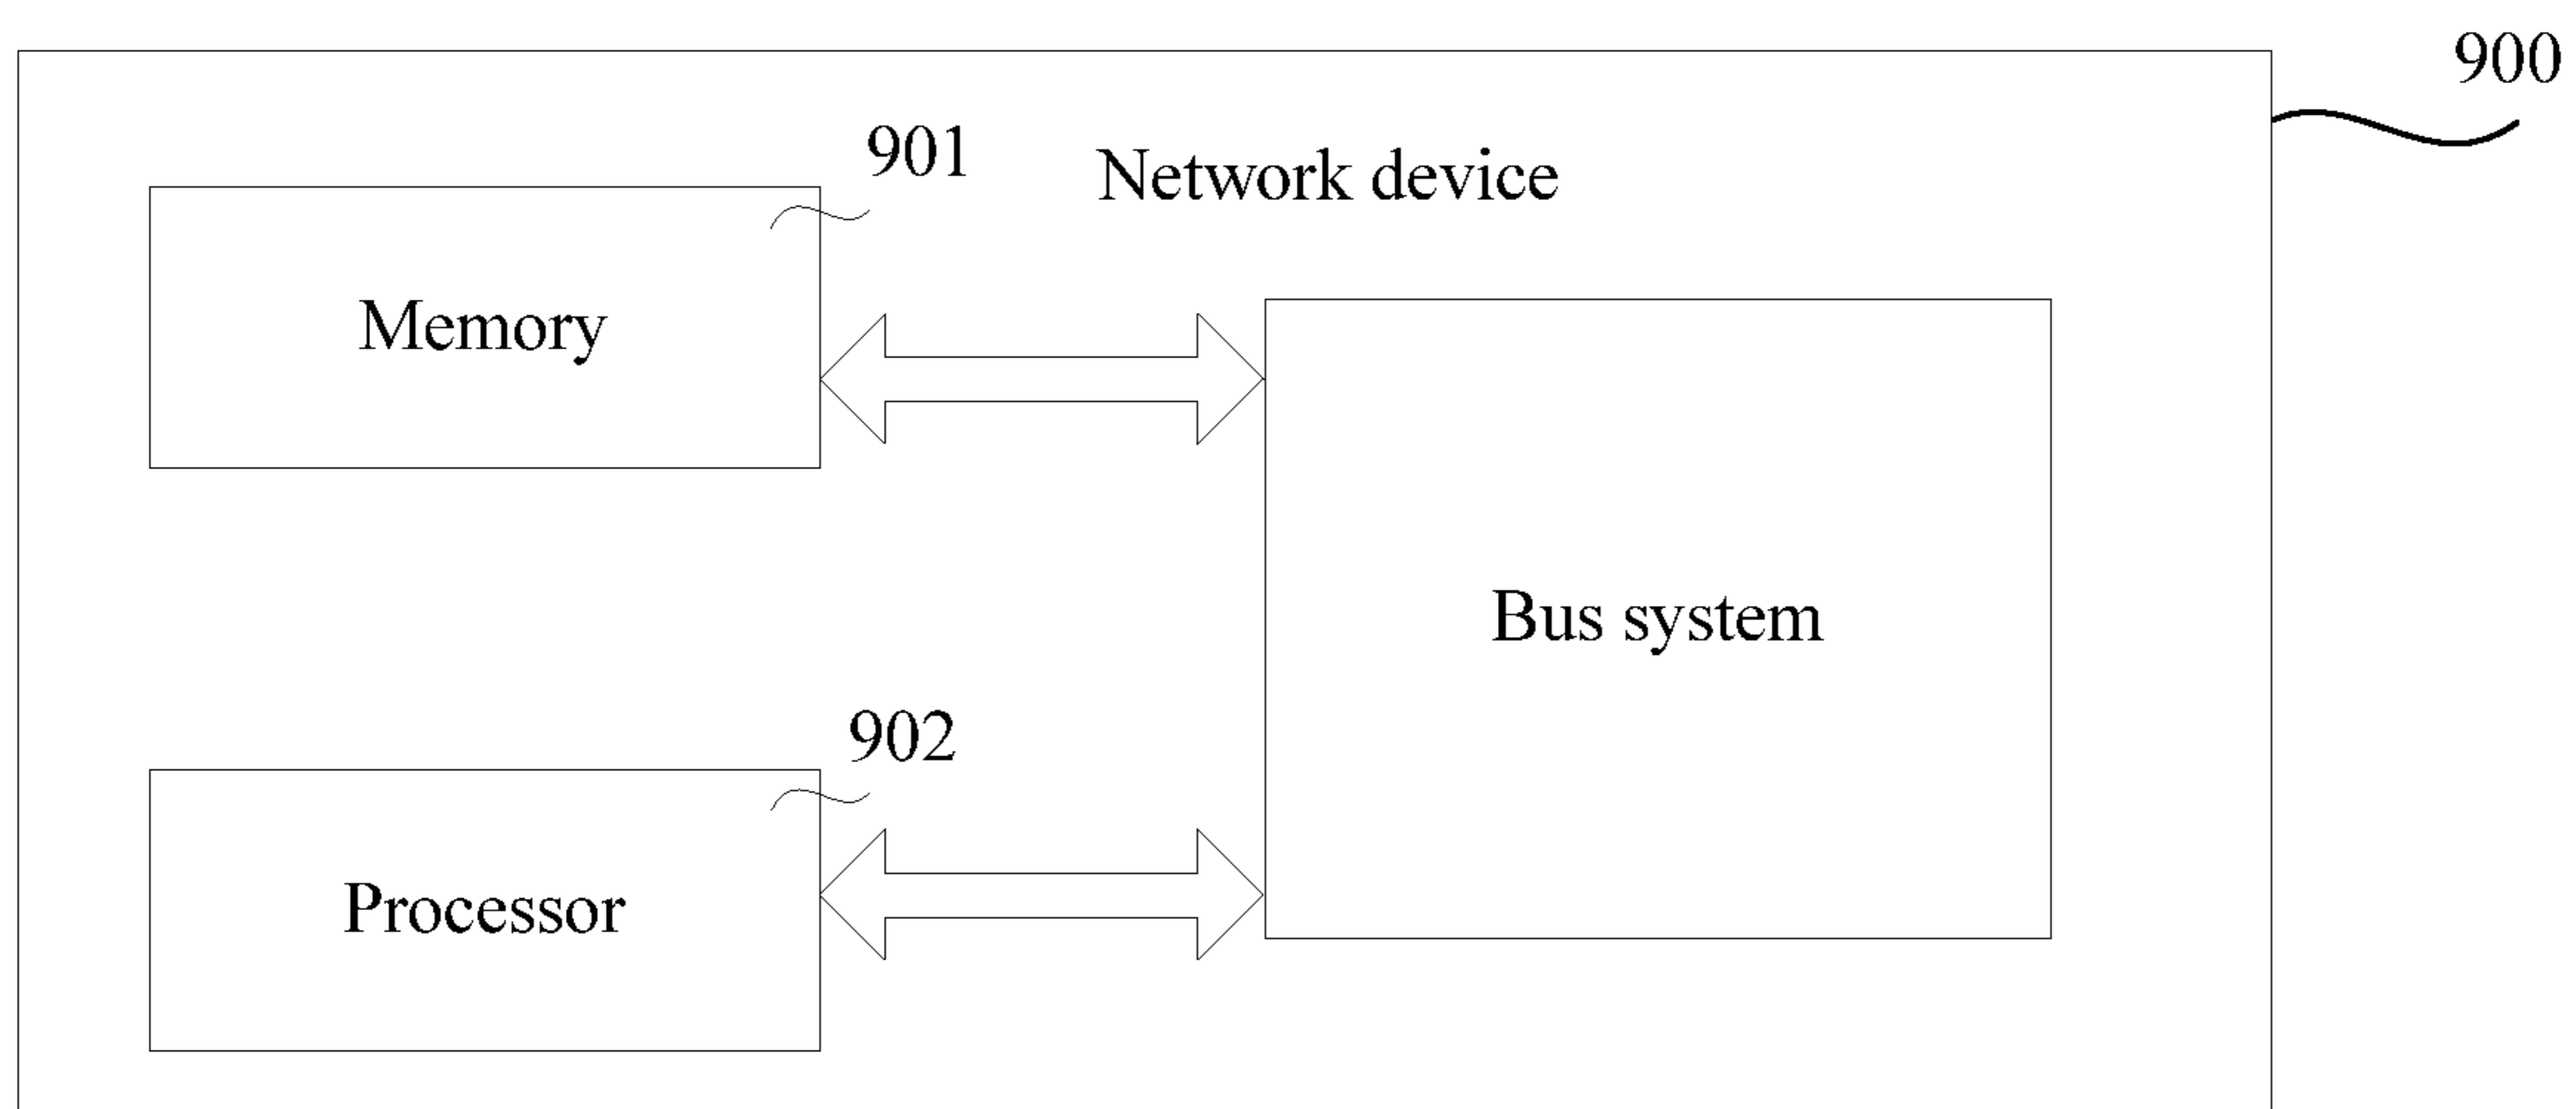 900
901
Network device
Memory
Bus system
902
Processor